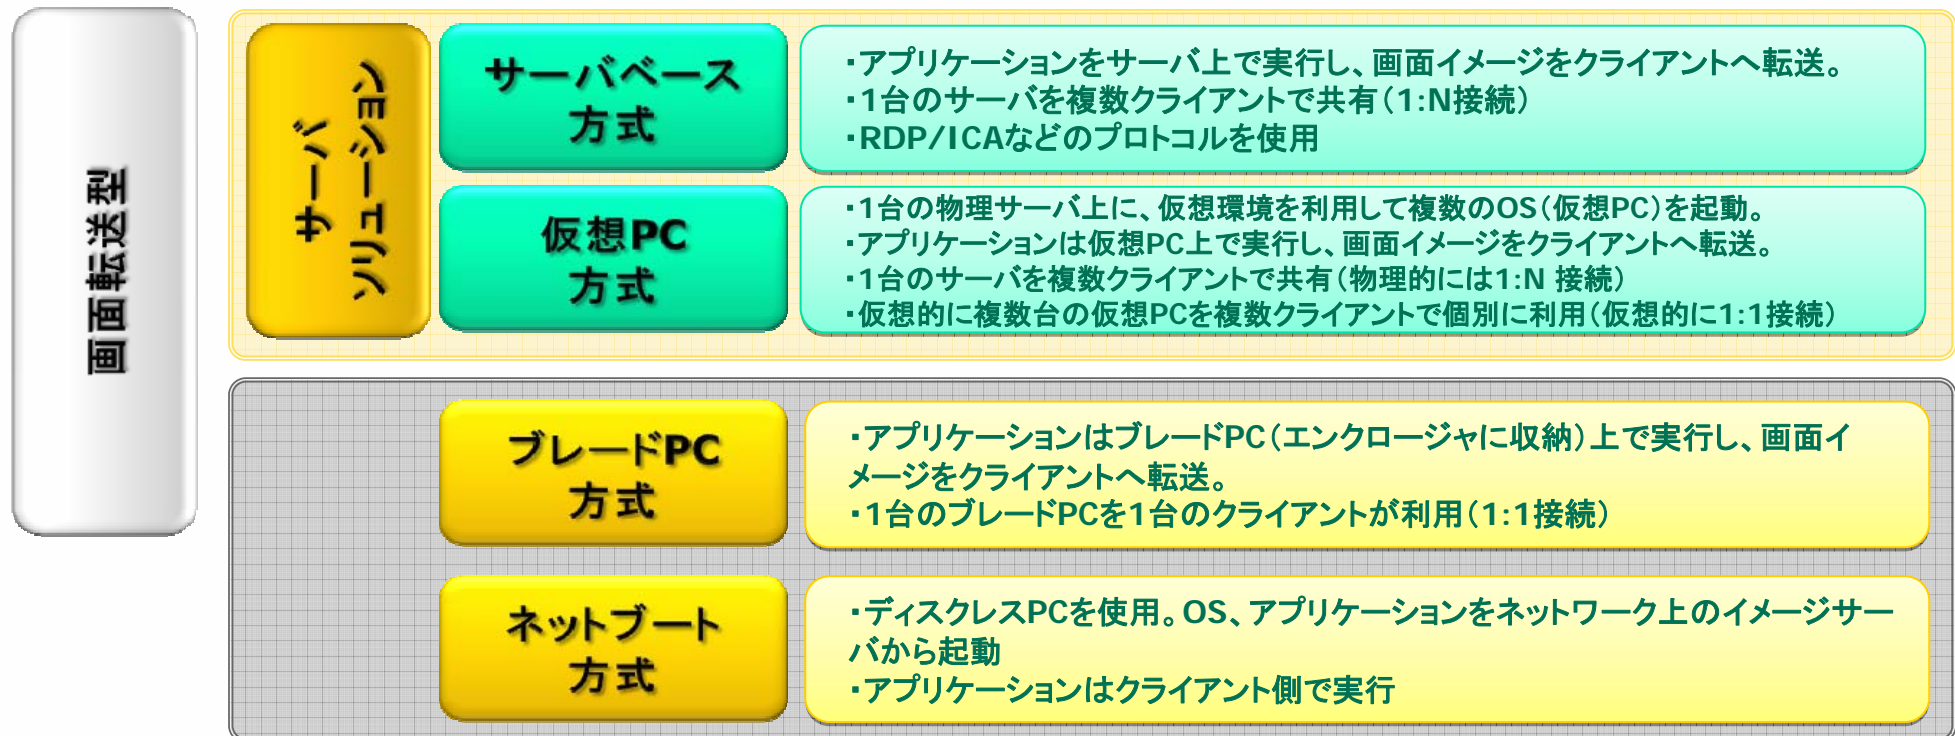 画面転送型
サーバ
ソリューション
サーバベース
方式
・アプリケーションをサーバ上で実行し、画面イメージをクライアントへ転送。
・1台のサーバを複数クライアントで共有（1:N接続）
・RDP/ICAなどのプロトコルを使用
仮想PC
方式
・1台の物理サーバ上に、仮想環境を利用して複数のOS（仮想PC）を起動。
・アプリケーションは仮想PC上で実行し、画面イメージをクライアントへ転送。
・1台のサーバを複数クライアントで共有（物理的には1:N 接続）
・仮想的に複数台の仮想PCを複数クライアントで個別に利用（仮想的に1:1接続）
ブレードPC
方式
・アプリケーションはブレードPC（エンクロージャに収納）上で実行し、画面イ
メージをクライアントへ転送。
・1台のブレードPCを1台のクライアントが利用（1:1接続）
ネットブート
方式
・ディスクレスPCを使用。OS、アプリケーションをネットワーク上のイメージサー
バから起動
・アプリケーションはクライアント側で実行